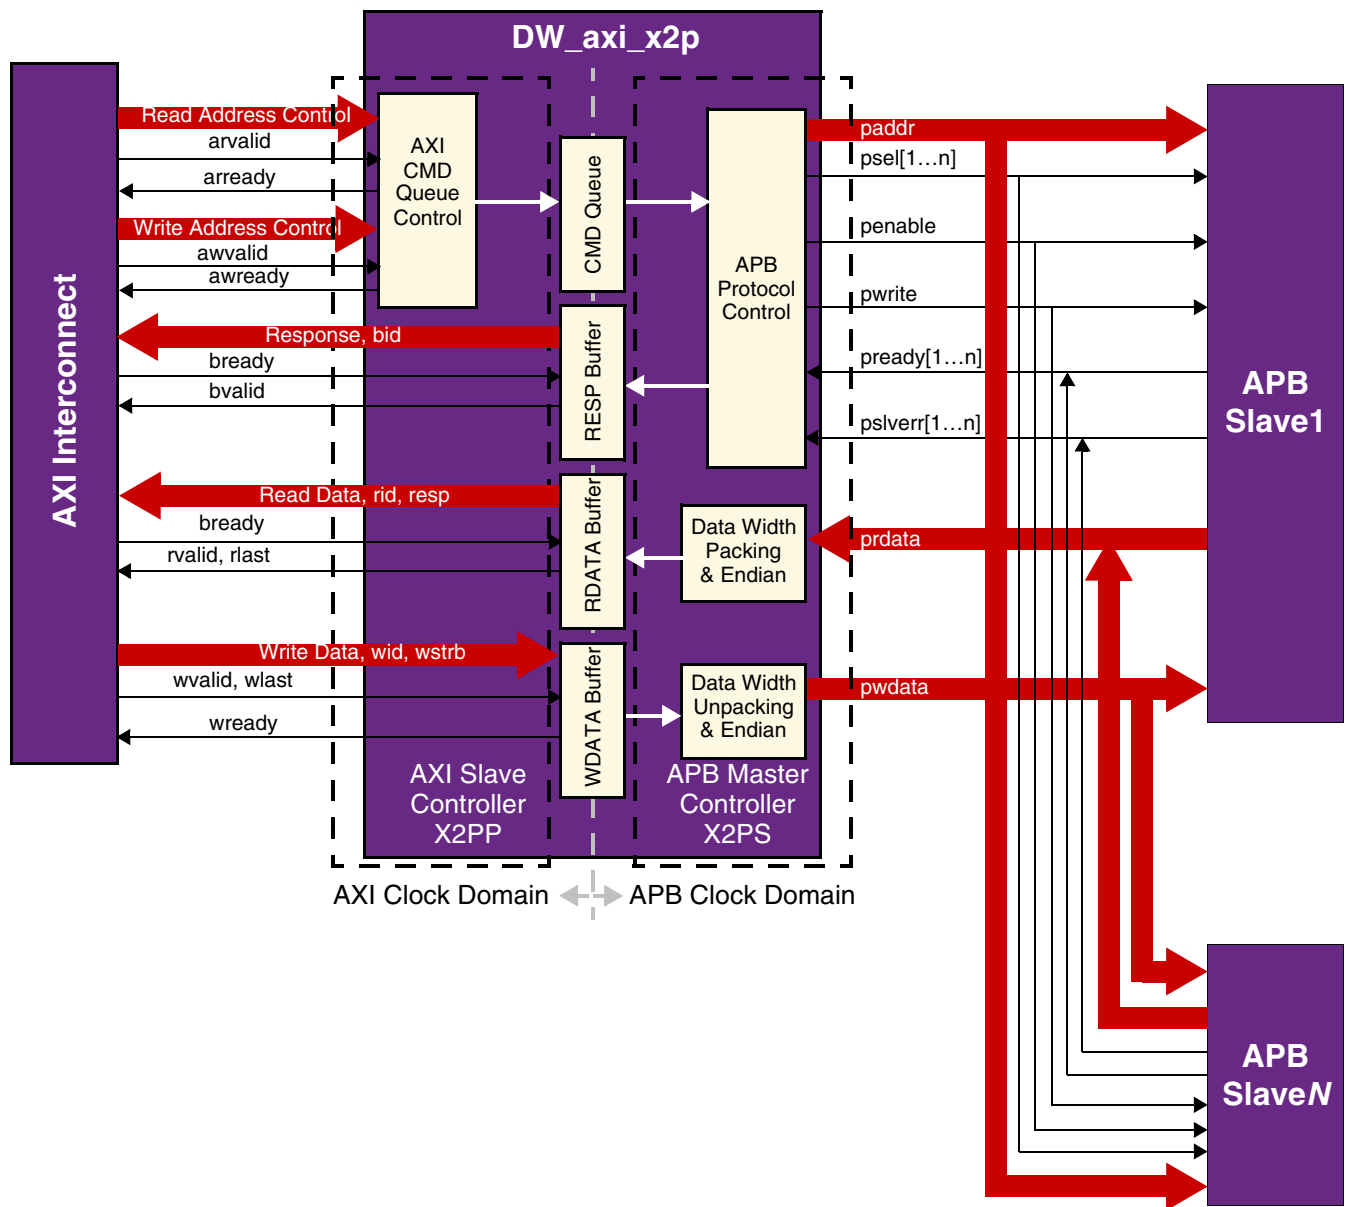 DW_axi_x2p
AXI Interconnect
Read Address Control
arvalid
arready
Write Address Control
awvalid
awready
Response, bid
bready
bvalid
Read Data, rid, resp
bready
rvalid, rlast
Write Data, wid, wstrb
wvalid, wlast
wready
AXI
CMD
Queue
Control
CMD Queue
RESP Buffer
RDATA Buffer
WDATA Buffer
APB
Protocol
Control
Data Width
Packing
& Endian
Data Width
Unpacking
& Endian
AXI Slave
Controller
X2PP
APB Master
Controller
X2PS
AXI Clock Domain
APB Clock Domain
paddr
psel[1...n]
penable
pwrite
pready[1...n]
pslverr[1...n]
prdata
pwdata
APB
Slave1
APB
SlaveN